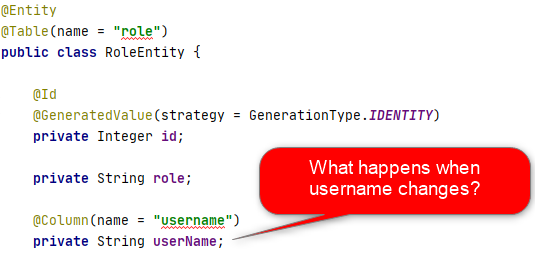 @Entity
@Table(name = "role")
public class RoleEntity {
@Id
@GeneratedValue(strategy = GenerationType.IDENTITY)
private Integer id;
private String role;
What happens when
username changes?
@Column(name = "username")
private String userName;